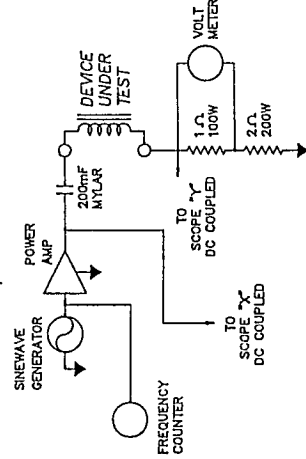 SINEWAVE
GENERATOR
FREQUENCY
COUNTER
POWER
AMP
200mF
MYLAR
DEVICE
UNDER
TEST
TO
SCOPE "X"
DC COUPLED
TO
SCOPE "Y"
DC COUPLED
1Ω
100W
2Ω
200W
VOLT
METER